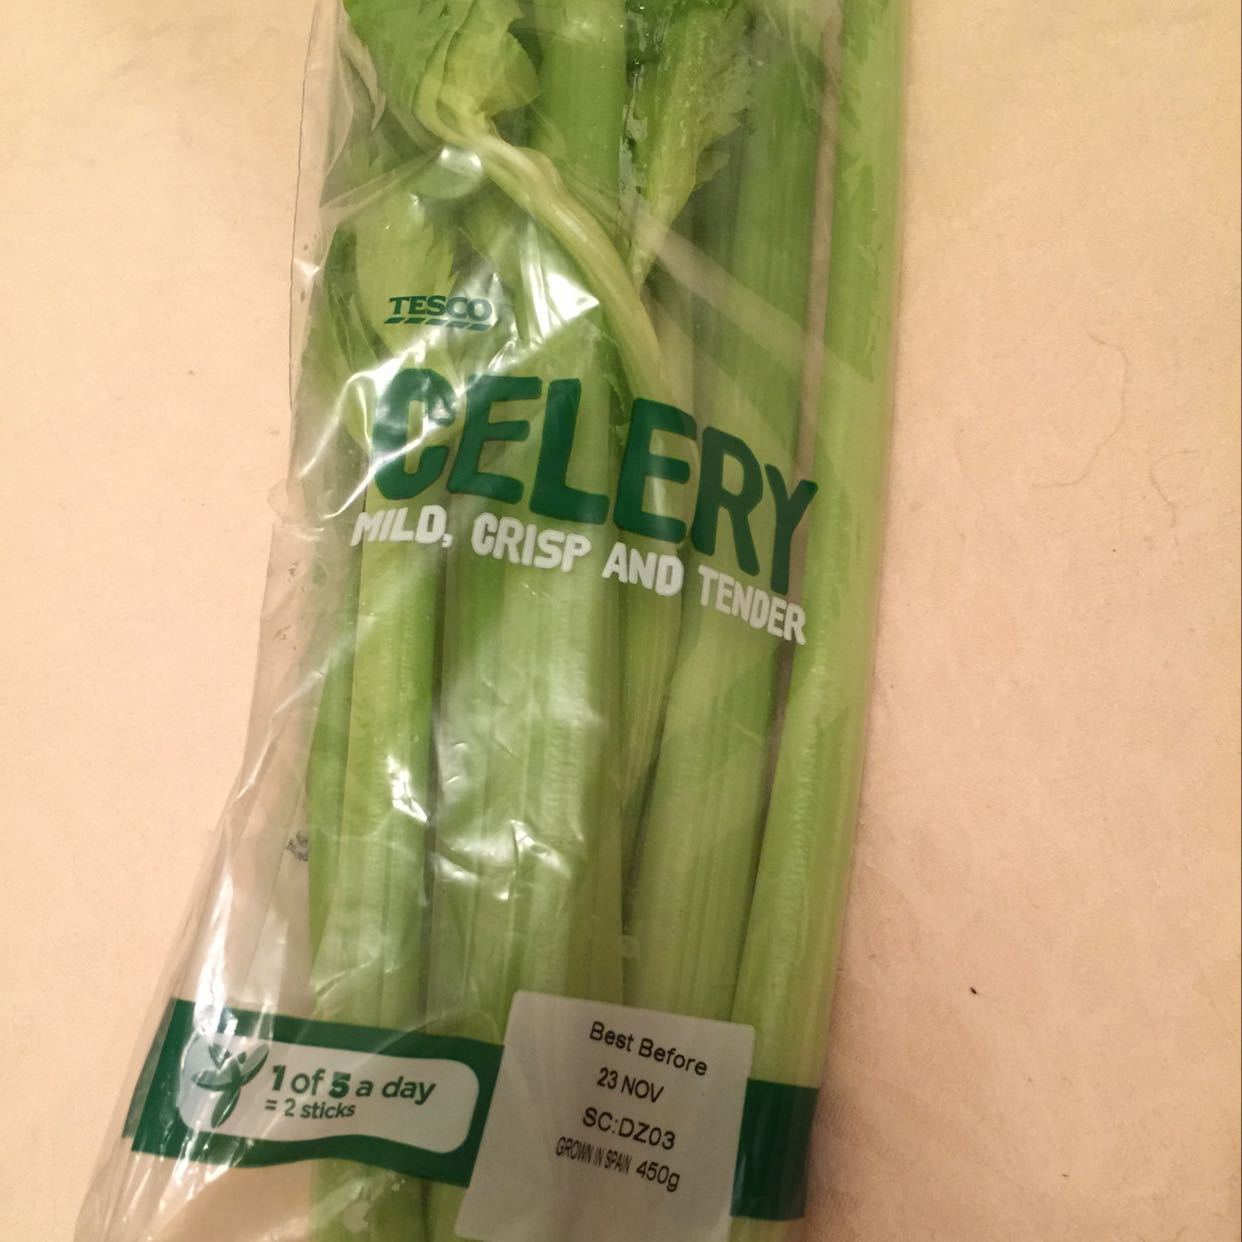 TESCO
CELERY
MILD, CRISP AND TENDER
1 of 5 a day
= 2 sticks
Best Before
23 NOV
SC:DZ03
GROWN IN SPAIN 450g